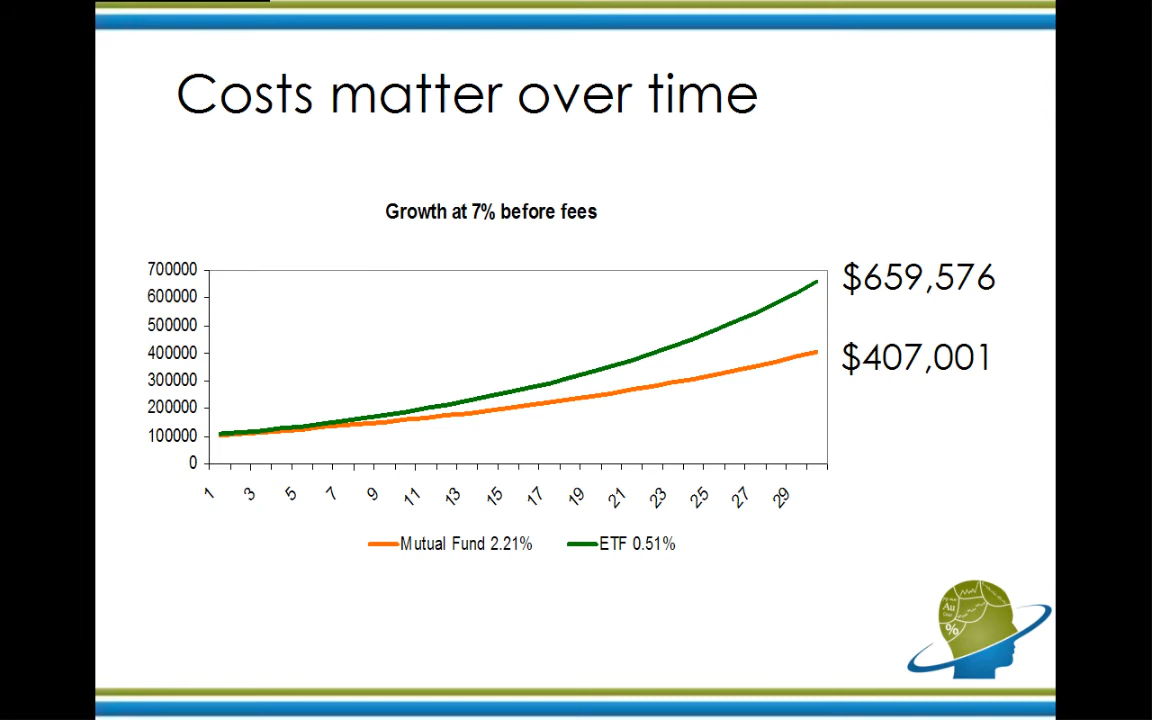 Costs matter over time
Growth at 7% before fees
700000
600000
500000
400000
300000
200000
100000
0
1 3 5 7 9 11 13 15 17 19 21 23 25 27 29
$659,576
$407,001
Mutual Fund 2.21% ETF 0.51%
Au
%